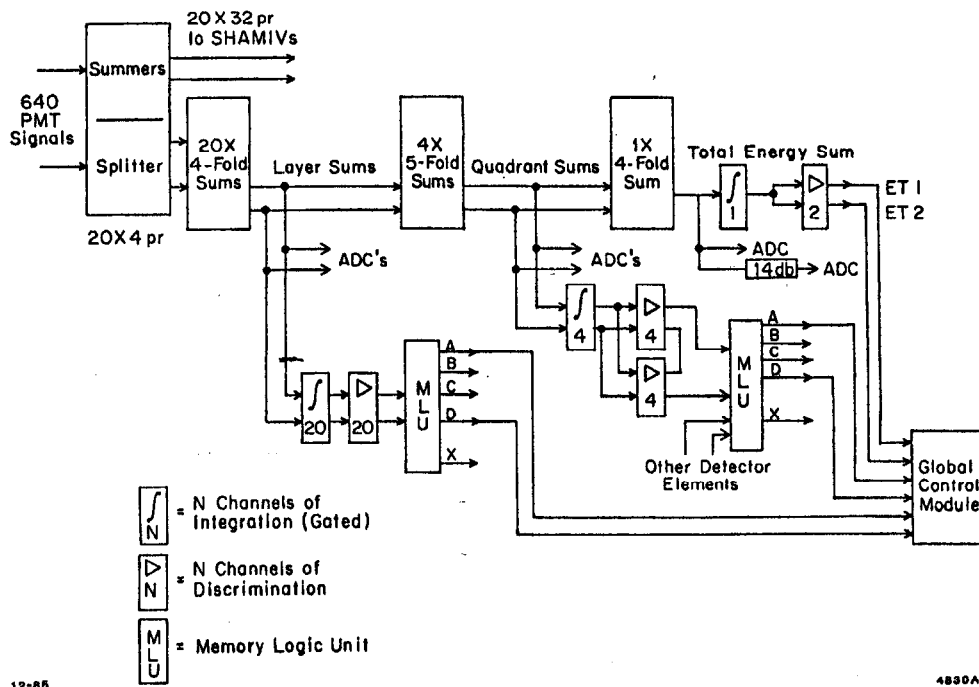 20 X 32 pr
lo SHAMIVs
Summers
640
PMT
Signals
Splitter
20X4 pr
20X
4-Fold
Sums
Layer Sums
ADC's
4X
5-Fold
Sums
Quadrant Sums
ADC's
1X
4-Fold
Sum
Total Energy Sum
∫
1
▷
2
ET 1
ET 2
ADC
14db
ADC
∫
4
▷
4
▷
4
M
L
U
A
B
C
D
X
Other Detector
Elements
∫
20
▷
20
M
L
U
A
B
C
D
X
Global
Control
Module
∫
N
= N Channels of
Integration (Gated)
▷
N
= N Channels of
Discrimination
M
L
U
= Memory Logic Unit
12-85
4830A